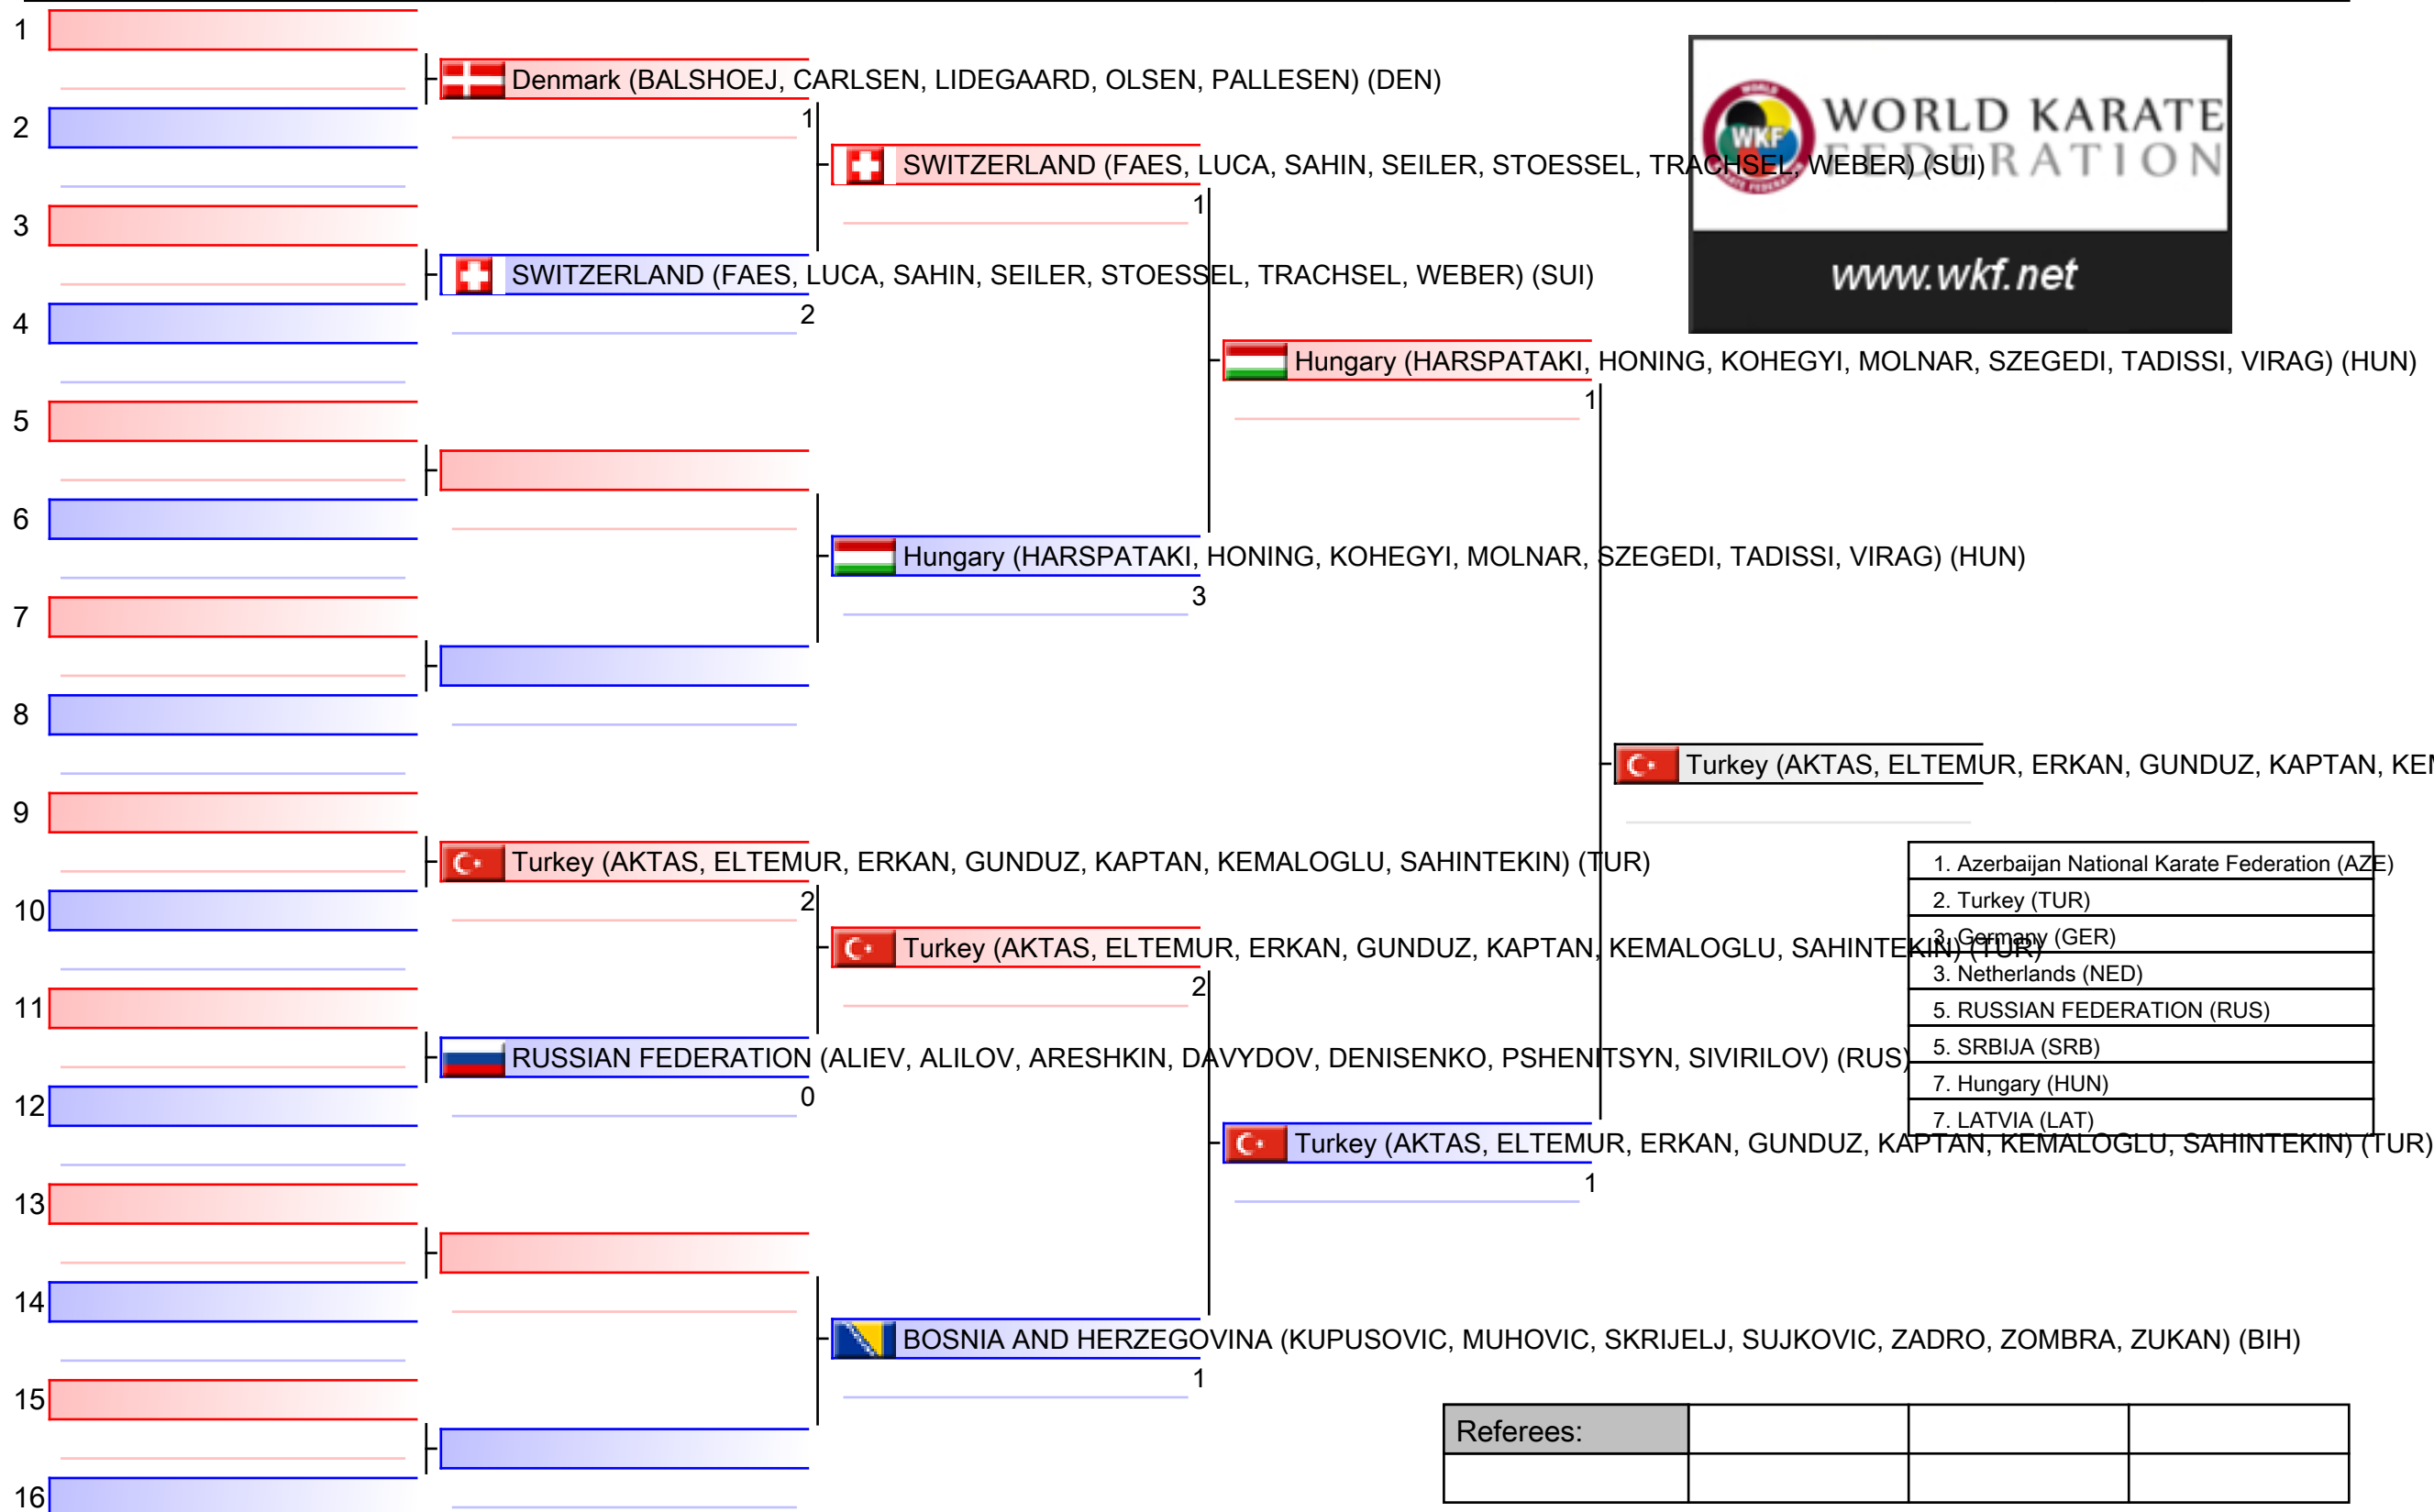 1
Denmark (BALSHOEJ, CARLSEN, LIDEGAARD, OLSEN, PALLESEN) (DEN)
1
2
SWITZERLAND (FAES, LUCA, SAHIN, SEILER, STOESSEL, TRACHSEL, WEBER) (SUI)
1
3
SWITZERLAND (FAES, LUCA, SAHIN, SEILER, STOESSEL, TRACHSEL, WEBER) (SUI)
2
4
WORLD KARATE
FEDERATION
WORLD
WKF
KARATE FEDERATION
www.wkf.net
Hungary (HARSPATAKI, HONING, KOHEGYI, MOLNAR, SZEGEDI, TADISSI, VIRAG) (HUN)
1
5
6
Hungary (HARSPATAKI, HONING, KOHEGYI, MOLNAR, SZEGEDI, TADISSI, VIRAG) (HUN)
3
7
8
Turkey (AKTAS, ELTEMUR, ERKAN, GUNDUZ, KAPTAN, KEM
9
Turkey (AKTAS, ELTEMUR, ERKAN, GUNDUZ, KAPTAN, KEMALOGLU, SAHINTEKIN) (TUR)
2
10
Turkey (AKTAS, ELTEMUR, ERKAN, GUNDUZ, KAPTAN, KEMALOGLU, SAHINTEKIN) (TUR)
2
11
RUSSIAN FEDERATION (ALIEV, ALILOV, ARESHKIN, DAVYDOV, DENISENKO, PSHENITSYN, SIVIRILOV) (RUS)
0
12
1. Azerbaijan National Karate Federation (AZE)
2. Turkey (TUR)
3. Germany (GER)
3. Netherlands (NED)
5. RUSSIAN FEDERATION (RUS)
5. SRBIJA (SRB)
7. Hungary (HUN)
7. LATVIA (LAT)
Turkey (AKTAS, ELTEMUR, ERKAN, GUNDUZ, KAPTAN, KEMALOGLU, SAHINTEKIN) (TUR)
1
13
14
BOSNIA AND HERZEGOVINA (KUPUSOVIC, MUHOVIC, SKRIJELJ, SUJKOVIC, ZADRO, ZOMBRA, ZUKAN) (BIH)
1
15
16
Referees: